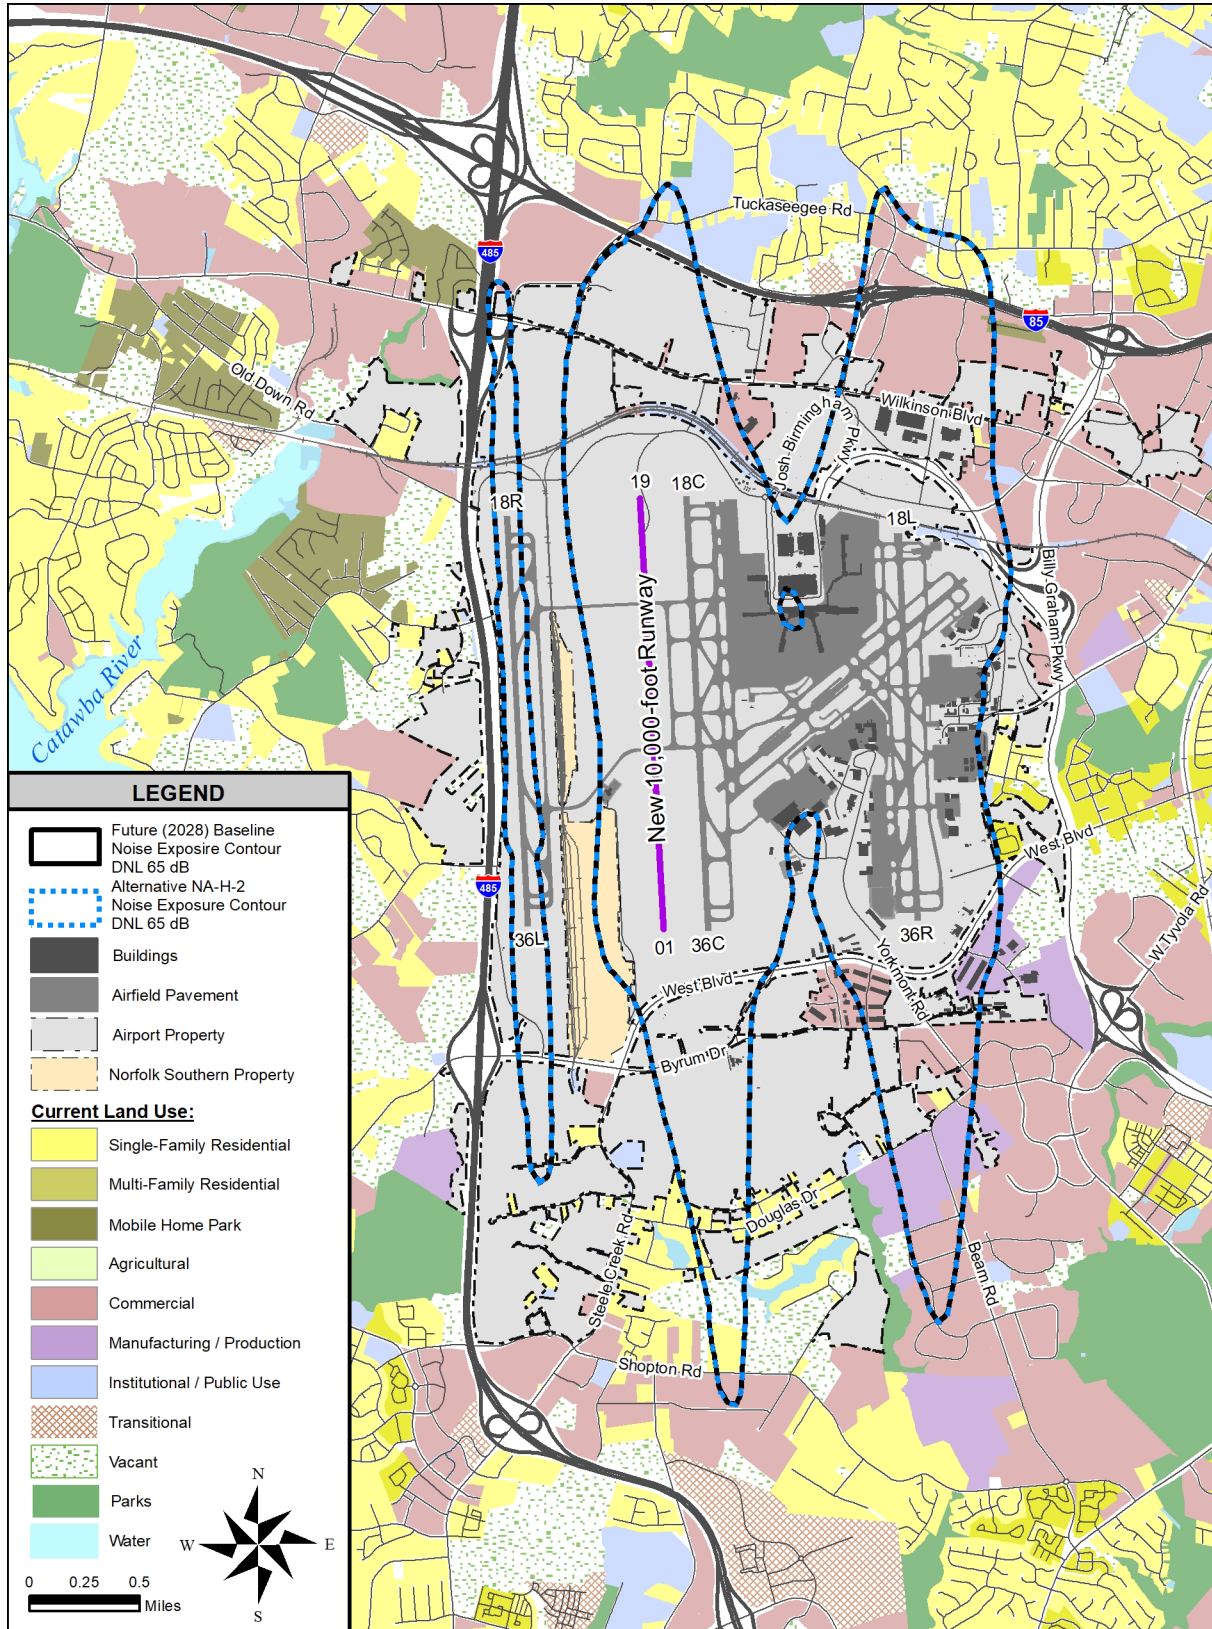 Tuckaseegee Rd
485
85
Old Down Rd
Wilkinson Blvd
Josh Birmingham Pkwy
19
18C
18R
18L
Billy Graham Pkwy
New 10,000-foot Runway
Catawba River
West Blvd
W Tyvola Rd
485
36L
01
36C
36R
Yorkmont Rd
West Blvd
Byrum Dr
Douglas Dr
Steele Creek Rd
Beam Rd
Shopton Rd
LEGEND
Future (2028) Baseline
Noise Exposire Contour
DNL 65 dB
Alternative NA-H-2
Noise Exposure Contour
DNL 65 dB
Buildings
Airfield Pavement
Airport Property
Norfolk Southern Property
Current Land Use:
Single-Family Residential
Multi-Family Residential
Mobile Home Park
Agricultural
Commercial
Manufacturing / Production
Institutional / Public Use
Transitional
Vacant
Parks
Water
N
W E
S
0 0.25 0.5
Miles